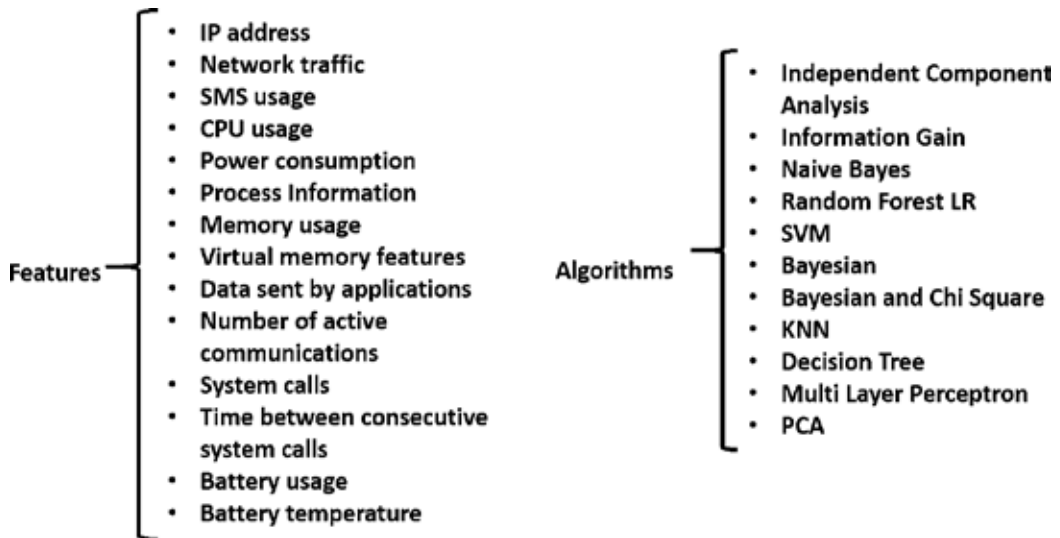 Features
• IP address
• Network traffic
• SMS usage
• CPU usage
• Power consumption
• Process Information
• Memory usage
• Virtual memory features
• Data sent by applications
• Number of active
communications
• System calls
• Time between consecutive
system calls
• Battery usage
• Battery temperature
Algorithms
• Independent Component
Analysis
• Information Gain
• Naive Bayes
• Random Forest LR
• SVM
• Bayesian
• Bayesian and Chi Square
• KNN
• Decision Tree
• Multi Layer Perceptron
• PCA